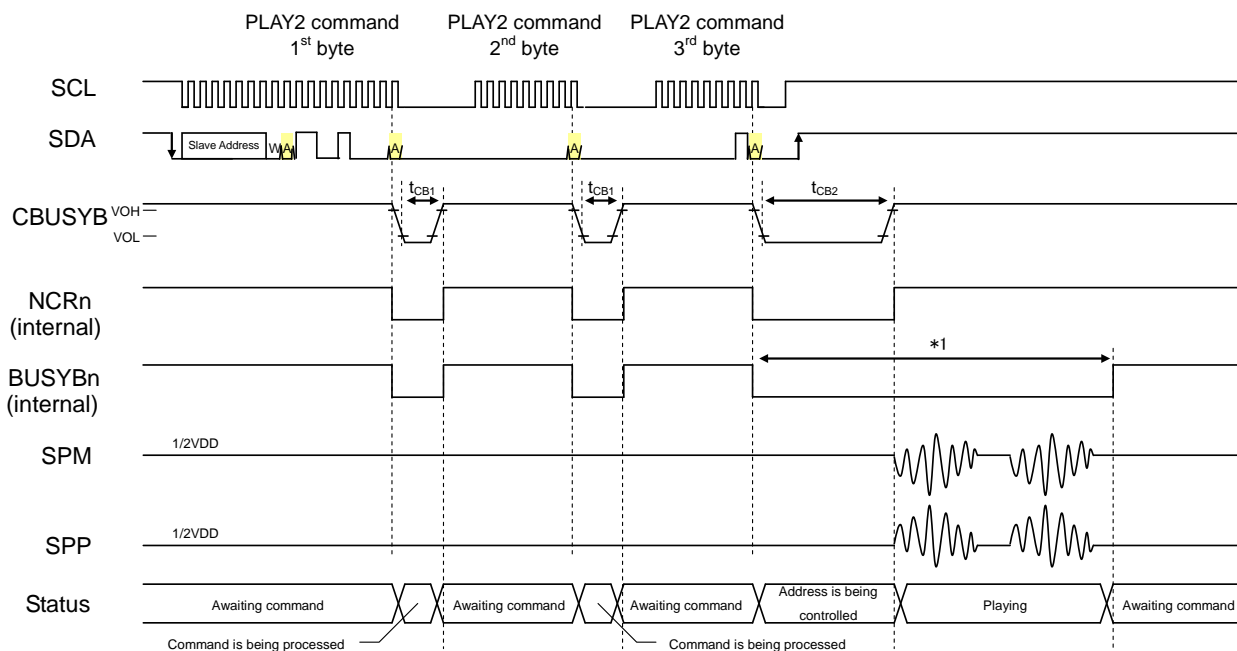 PLAY2 command
1st byte
PLAY2 command
2nd byte
PLAY2 command
3rd byte
SCL
SDA
Slave Address
W
A
A
A
A
tCB1
tCB1
tCB2
CBUSYB
VOH
VOL
NCRn
(internal)
*1
BUSYBn
(internal)
1/2VDD
SPM
1/2VDD
SPP
Status
Awaiting command
Awaiting command
Awaiting command
Address is being
controlled
Playing
Awaiting command
Command is being processed
Command is being processed